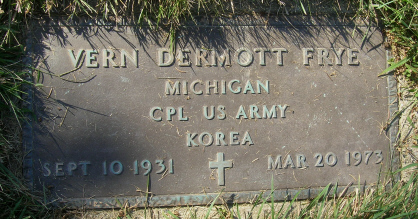 VERN DERMOTT FRYE
MICHIGAN
CPL US ARMY
KOREA
SEPT 10 1931 MAR 20 1973